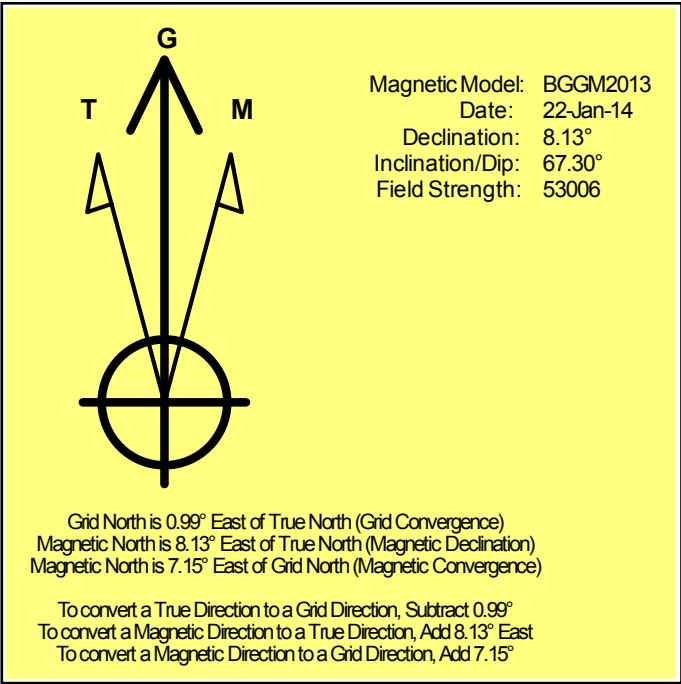 G
T M
Magnetic Model: BGGM2013
Date: 22-Jan-14
Declination: 8.13°
Inclination/Dip: 67.30°
Field Strength: 53006
Grid North is 0.99° East of True North (Grid Convergence)
Magnetic North is 8.13° East of True North (Magnetic Declination)
Magnetic North is 7.15° East of Grid North (Magnetic Convergence)
To convert a True Direction to a Grid Direction, Subtract 0.99°
To convert a Magnetic Direction to a True Direction, Add 8.13° East
To convert a Magnetic Direction to a Grid Direction, Add 7.15°